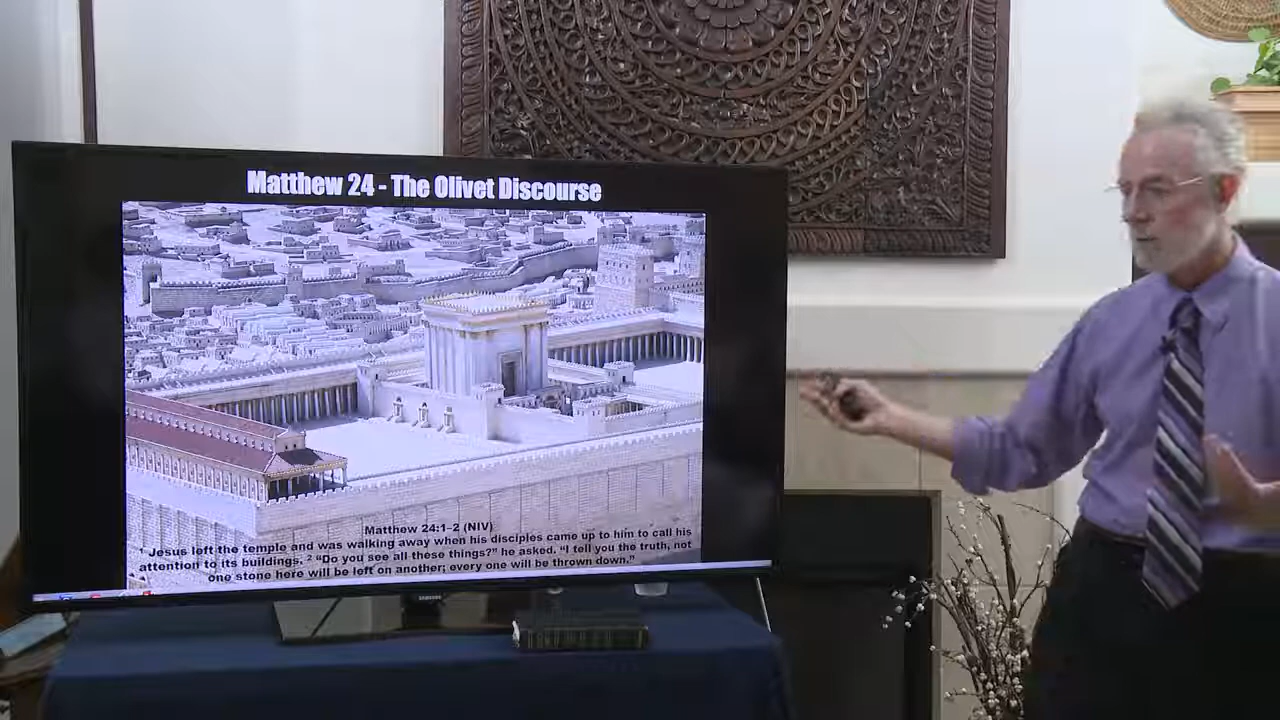 Matthew 24 - The Olivet Discourse
Matthew 24:1–2 (NIV)
¹ Jesus left the temple and was walking away when his disciples came up to him to call his
attention to its buildings. ² “Do you see all these things?” he asked. “I tell you the truth, not
one stone here will be left on another; every one will be thrown down.”
SAMSUNG